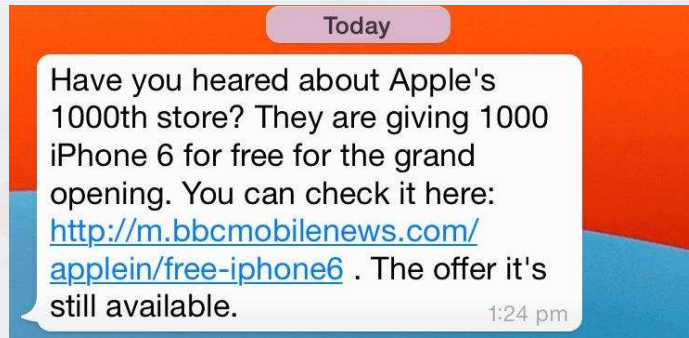 Today
Have you heared about Apple's
1000th store? They are giving 1000
iPhone 6 for free for the grand
opening. You can check it here:
http://m.bbcmobilenews.com/
applein/free-iphone6 . The offer it's
still available.
1:24 pm